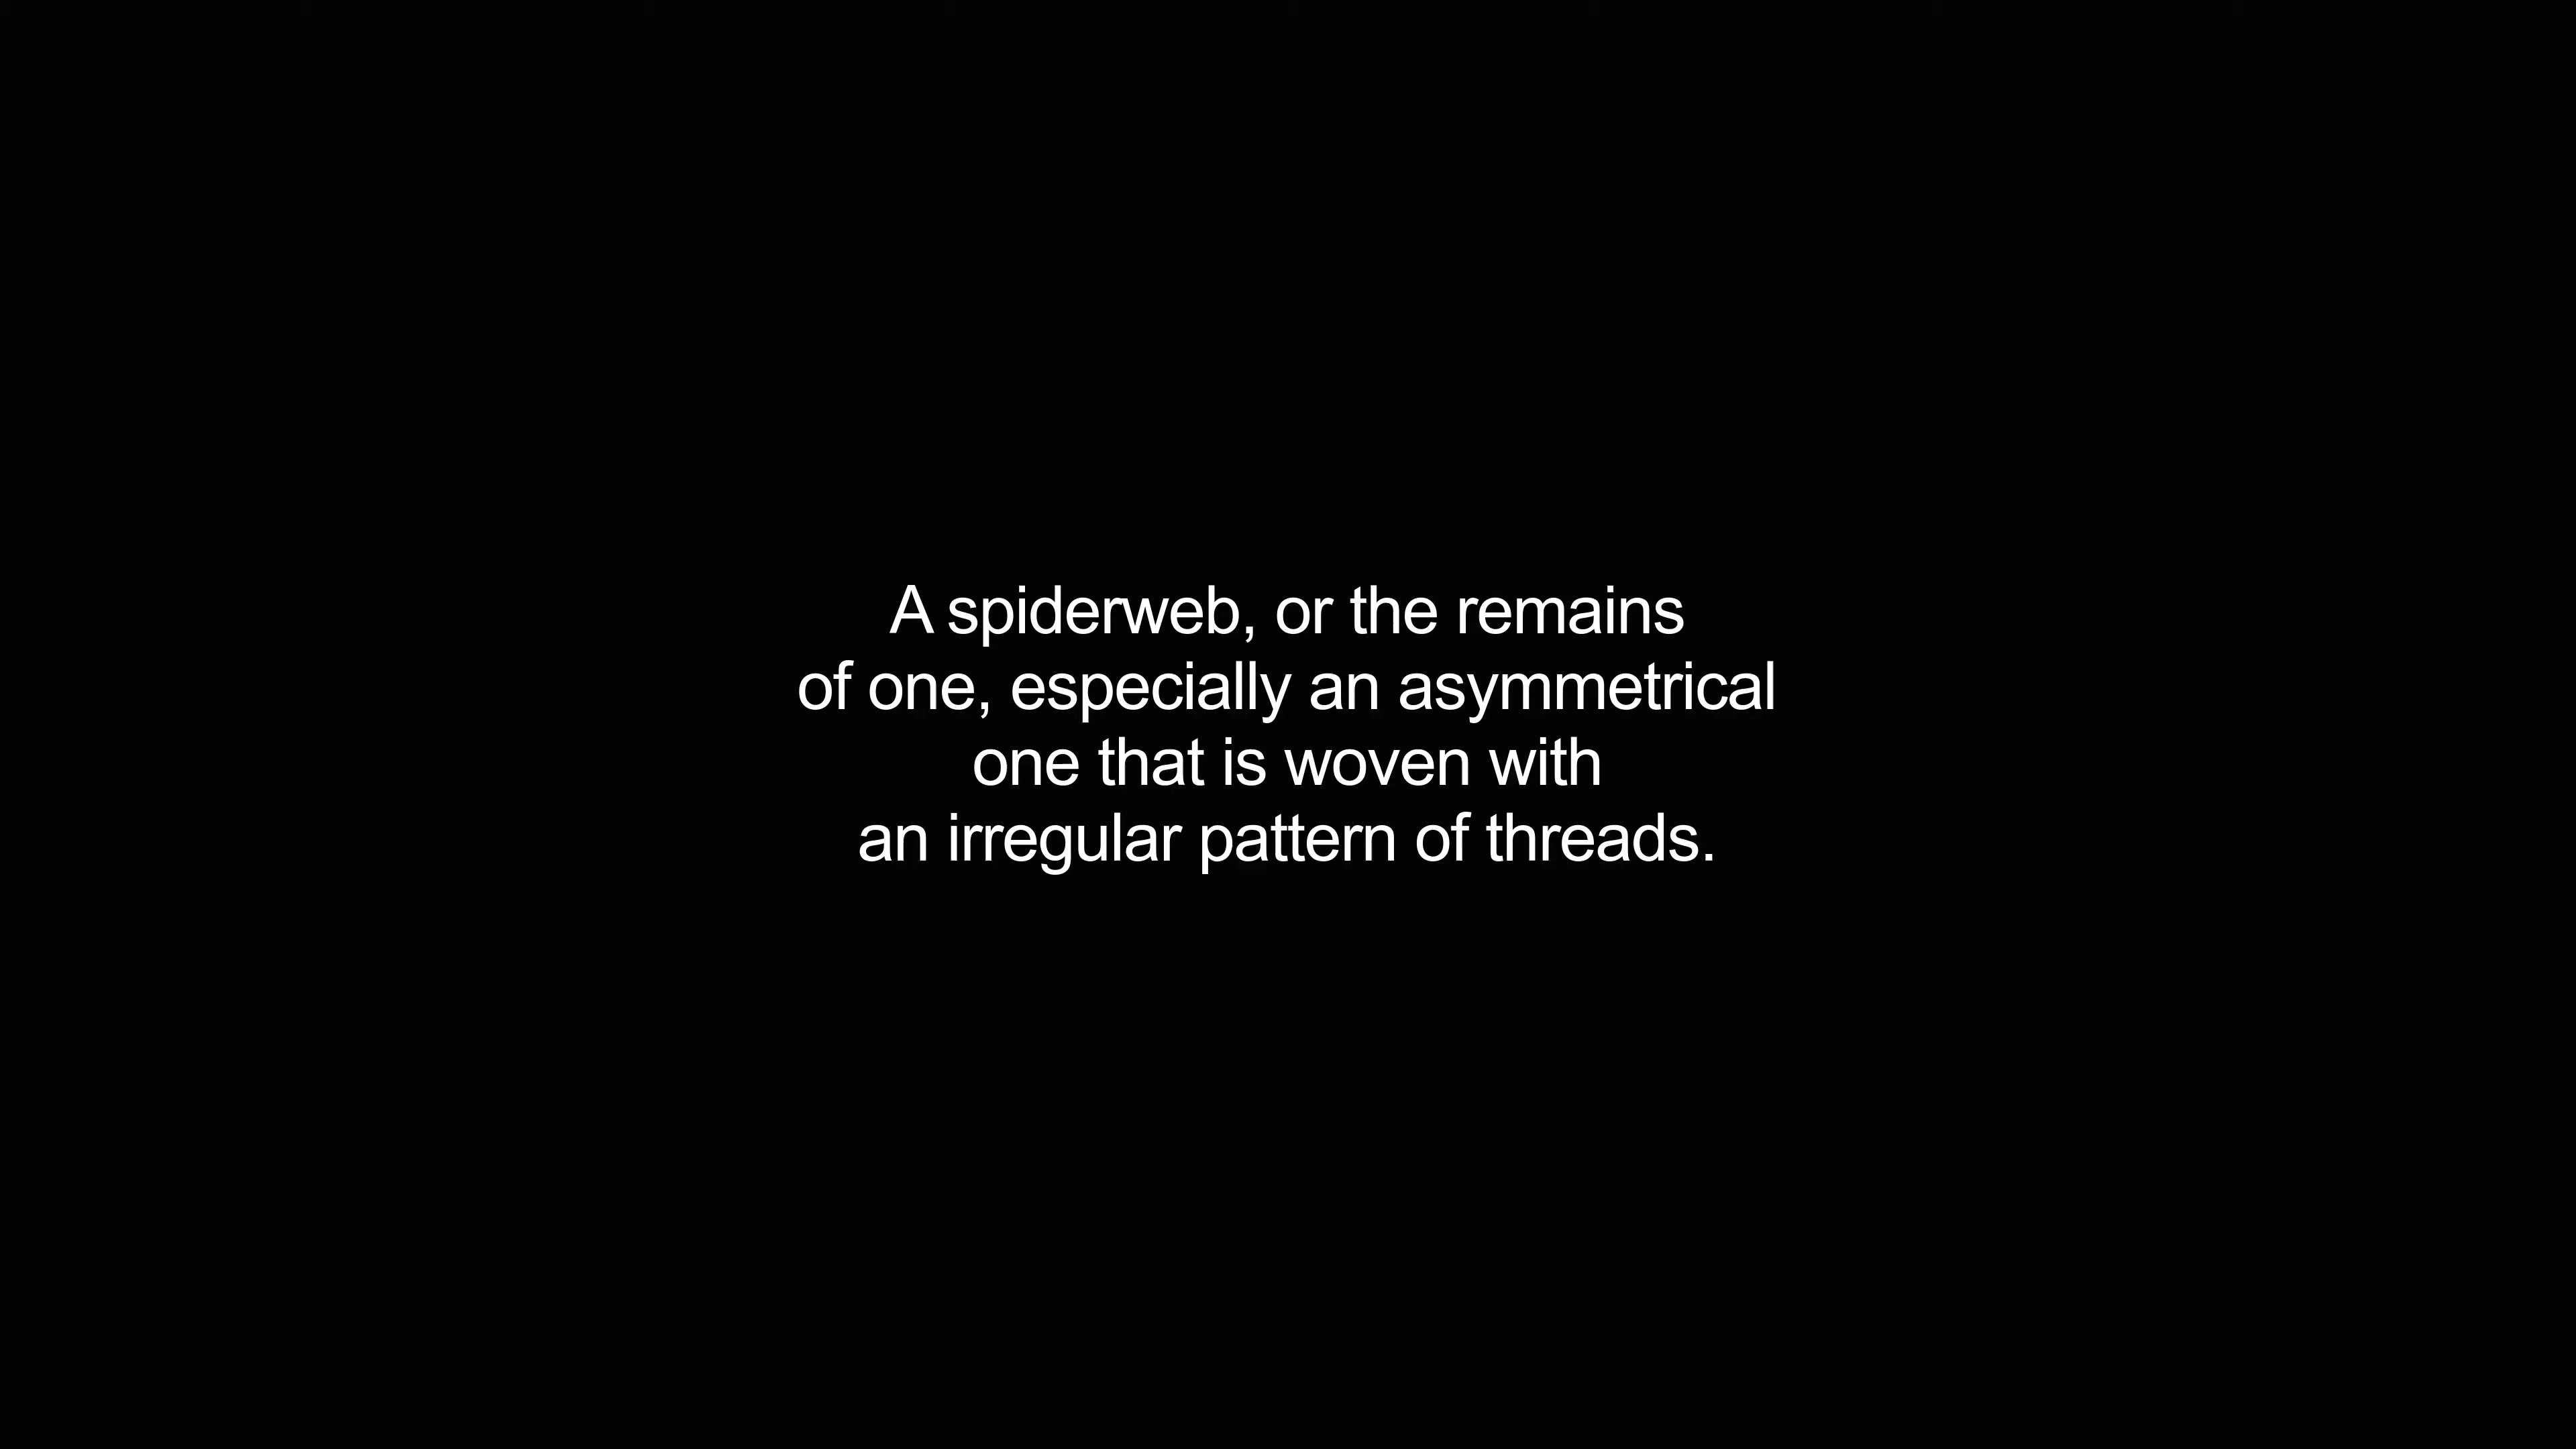 A spiderweb, or the remains
of one, especially an asymmetrical
one that is woven with
an irregular pattern of threads.